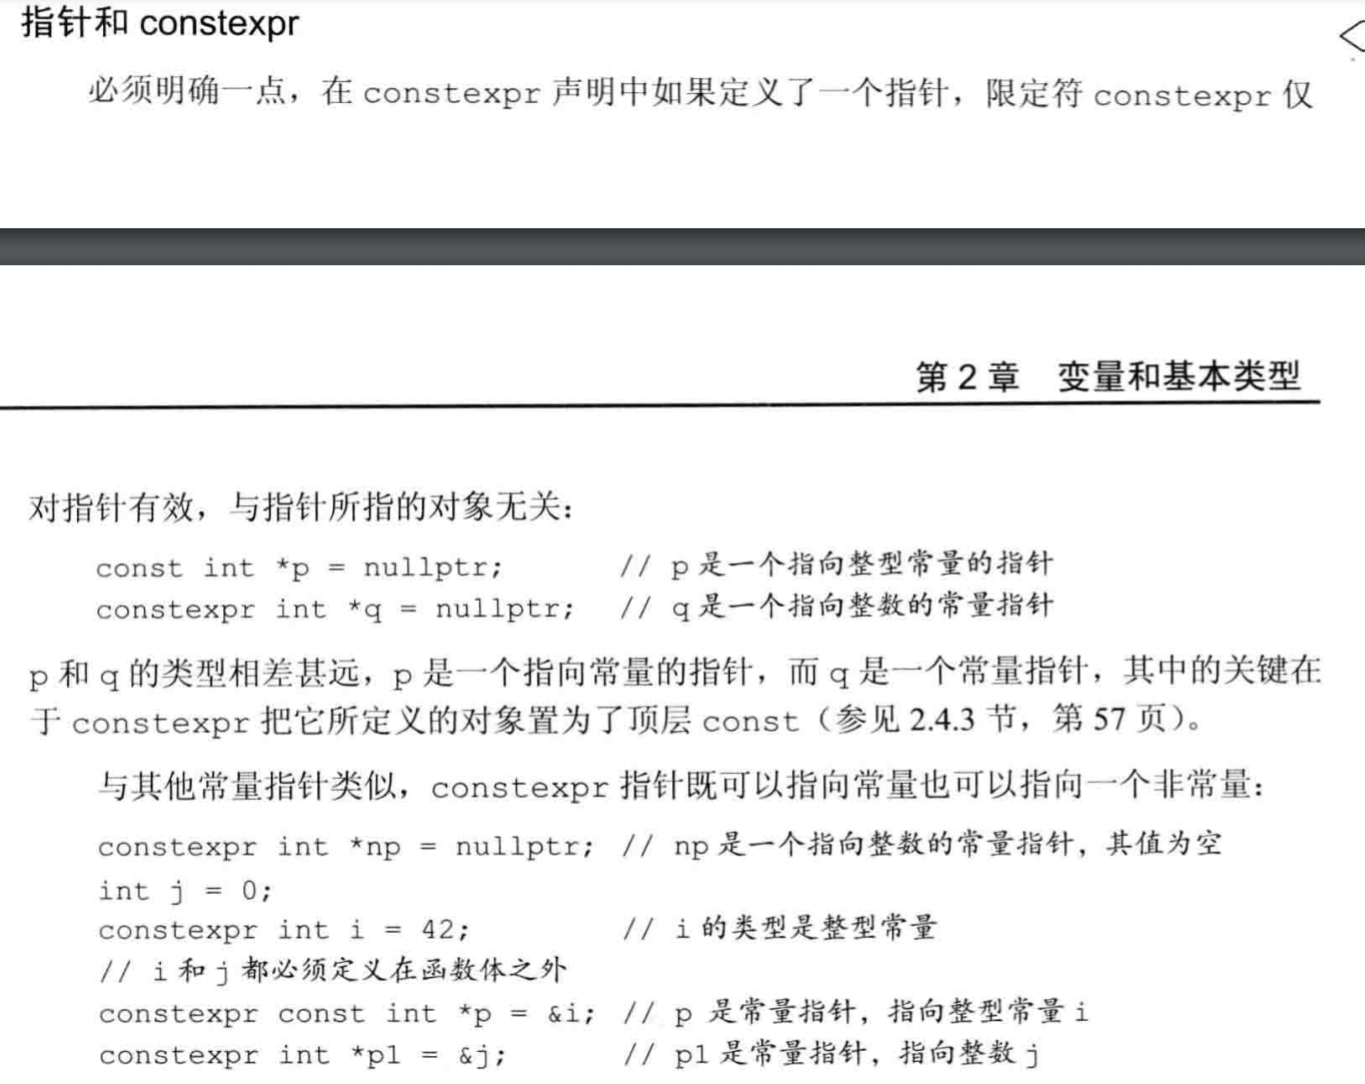 指针和 constexpr
必须明确一点，在 constexpr 声明中如果定义了一个指针，限定符 constexpr 仅
第 2 章 变量和基本类型
对指针有效，与指针所指的对象无关：
const int *p = nullptr; // p 是一个指向整型常量的指针
constexpr int *q = nullptr; // q 是一个指向整数的常量指针
p 和 q 的类型相差甚远，p 是一个指向常量的指针，而 q 是一个常量指针，其中的关键在
于 constexpr 把它所定义的对象置为了顶层 const（参见 2.4.3 节，第 57 页）。
与其他常量指针类似，constexpr 指针既可以指向常量也可以指向一个非常量：
constexpr int *np = nullptr; // np 是一个指向整数的常量指针，其值为空
int j = 0;
constexpr int i = 42; // i 的类型是整型常量
// i 和 j 都必须定义在函数体之外
constexpr const int *p = &i; // p 是常量指针，指向整型常量 i
constexpr int *p1 = &j; // p1 是常量指针，指向整数 j